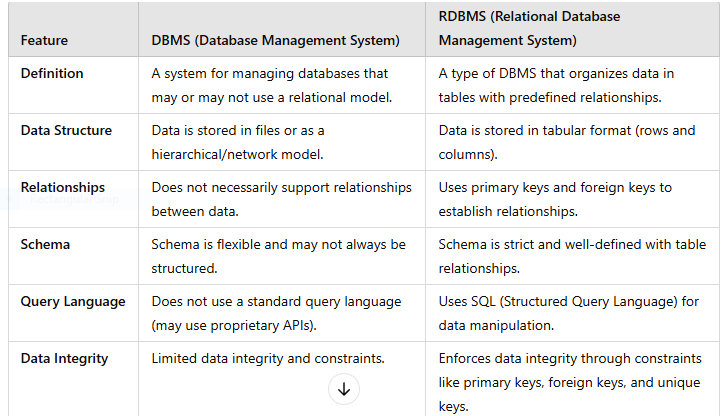 Feature
DBMS (Database Management System)
RDBMS (Relational Database
Management System)
Definition
A system for managing databases that
may or may not use a relational model.
A type of DBMS that organizes data in
tables with predefined relationships.
Data Structure
Data is stored in files or as a
hierarchical/network model.
Data is stored in tabular format (rows and
columns).
Relationships
Does not necessarily support relationships
between data.
Uses primary keys and foreign keys to
establish relationships.
Schema
Schema is flexible and may not always be
structured.
Schema is strict and well-defined with table
relationships.
Query Language
Does not use a standard query language
(may use proprietary APIs).
Uses SQL (Structured Query Language) for
data manipulation.
Data Integrity
Limited data integrity and constraints.
Enforces data integrity through constraints
like primary keys, foreign keys, and unique
keys.
Rectangular Snip